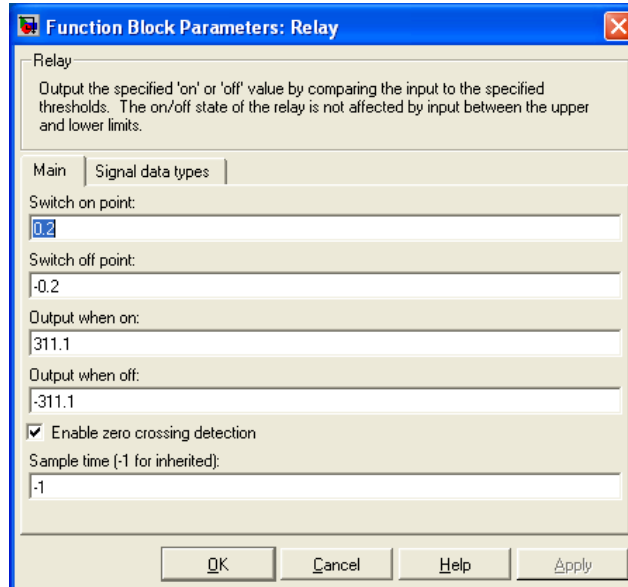 Function Block Parameters: Relay
Relay
Output the specified 'on' or 'off' value by comparing the input to the specified
thresholds.  The on/off state of the relay is not affected by input between the upper
and lower limits.
Main
Signal data types
Switch on point:
0.2
Switch off point:
-0.2
Output when on:
311.1
Output when off:
-311.1
Enable zero crossing detection
Sample time (-1 for inherited):
-1
OK
Cancel
Help
Apply